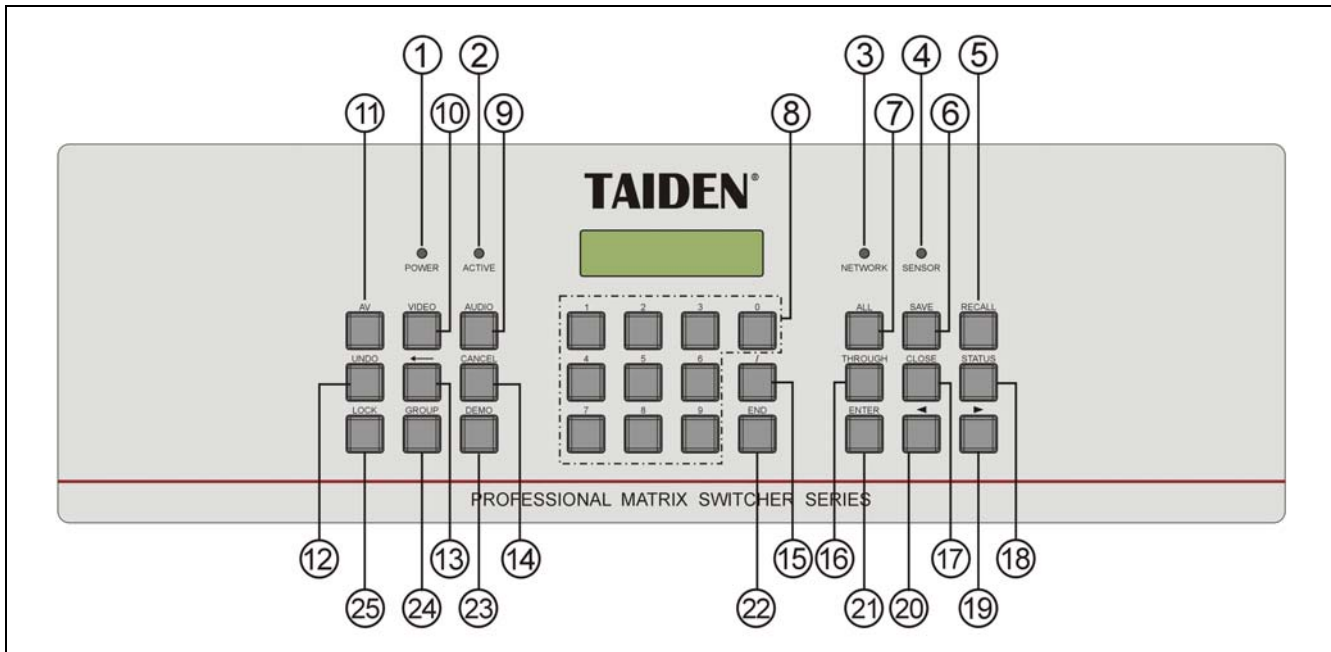 ① ② ③ ④ ⑤
⑪ ⑩ ⑨ ⑧ ⑦ ⑥
TAIDEN®
POWER ACTIVE NETWORK SENSOR
AV VIDEO AUDIO 1 2 3 0 ALL SAVE RECALL
UNDO ← CANCEL 4 5 6 / THROUGH CLOSE STATUS
LOCK GROUP DEMO 7 8 9 END ENTER ◄ ►
PROFESSIONAL MATRIX SWITCHER SERIES
⑫ ⑬ ⑭ ⑮ ⑯ ⑰ ⑱
㉕ ㉔ ㉓ ㉒ ㉑ ⑳ ⑲